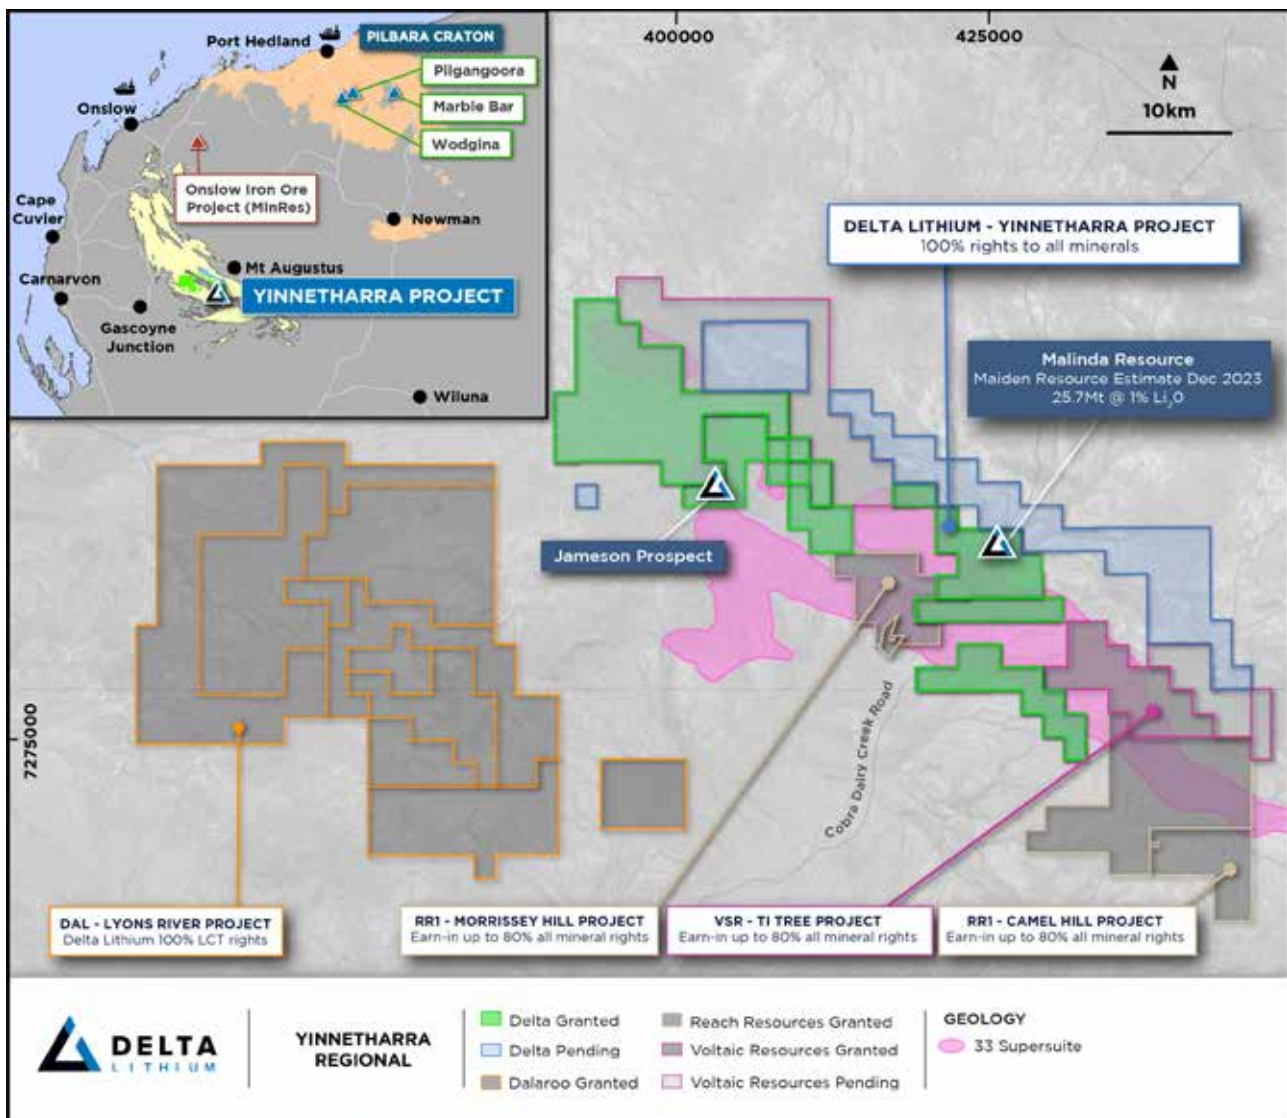 400000
425000
N
10km
Port Hedland
PILBARA CRATON
Pilgangoora
Marble Bar
Wodgina
Onslow
Onslow Iron Ore
Project (MinRes)
Cape
Cuvier
Newman
Mt Augustus
Carnarvon
YINNETHARRA PROJECT
Gascoyne
Junction
Wiluna
DELTA LITHIUM - YINNETHARRA PROJECT
100% rights to all minerals
Malinda Resource
Maiden Resource Estimate Dec 2023
25.7Mt @ 1% Li₂0
Jameson Prospect
7275000
Cobra Dairy Creek Road
DAL - LYONS RIVER PROJECT
Delta Lithium 100% LCT rights
RR1 - MORRISSEY HILL PROJECT
Earn-in up to 80% all mineral rights
VSR - TI TREE PROJECT
Earn-in up to 80% all mineral rights
RR1 - CAMEL HILL PROJECT
Earn-in up to 80% all mineral rights
DELTA
LITHIUM
YINNETHARRA
REGIONAL
Delta Granted
Delta Pending
Dalaroo Granted
Reach Resources Granted
Voltaic Resources Granted
Voltaic Resources Pending
GEOLOGY
33 Supersuite